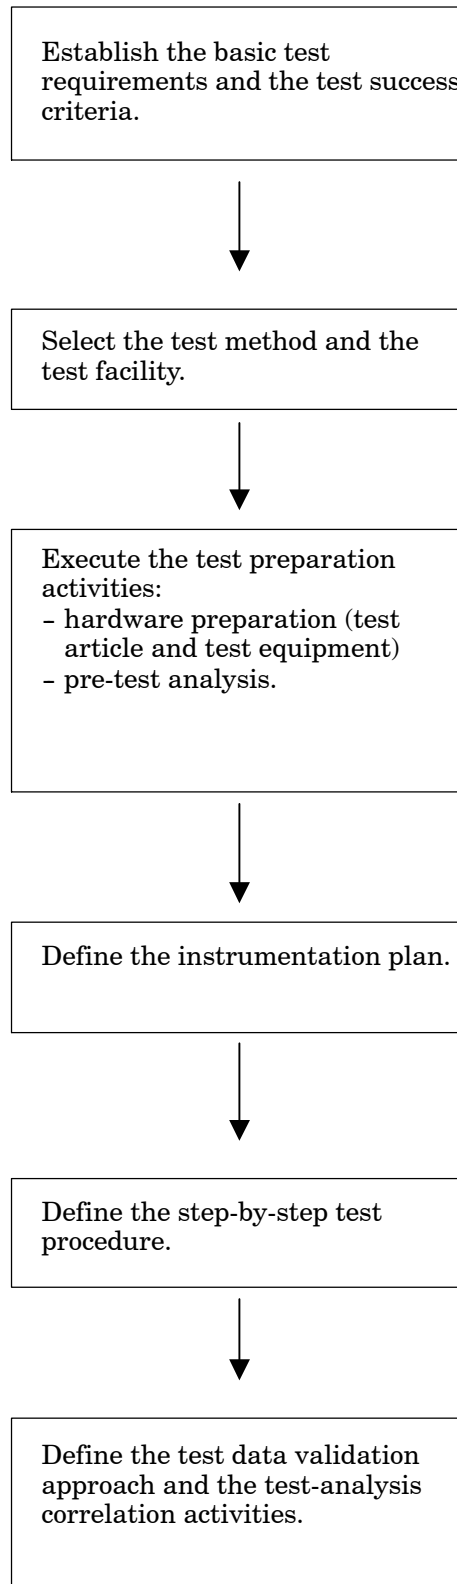 Establish the basic test
requirements and the test success
criteria.
Select the test method and the
test facility.
Execute the test preparation
activities:
– hardware preparation (test
article and test equipment)
– pre-test analysis.
Define the instrumentation plan.
Define the step-by-step test
procedure.
Define the test data validation
approach and the test-analysis
correlation activities.